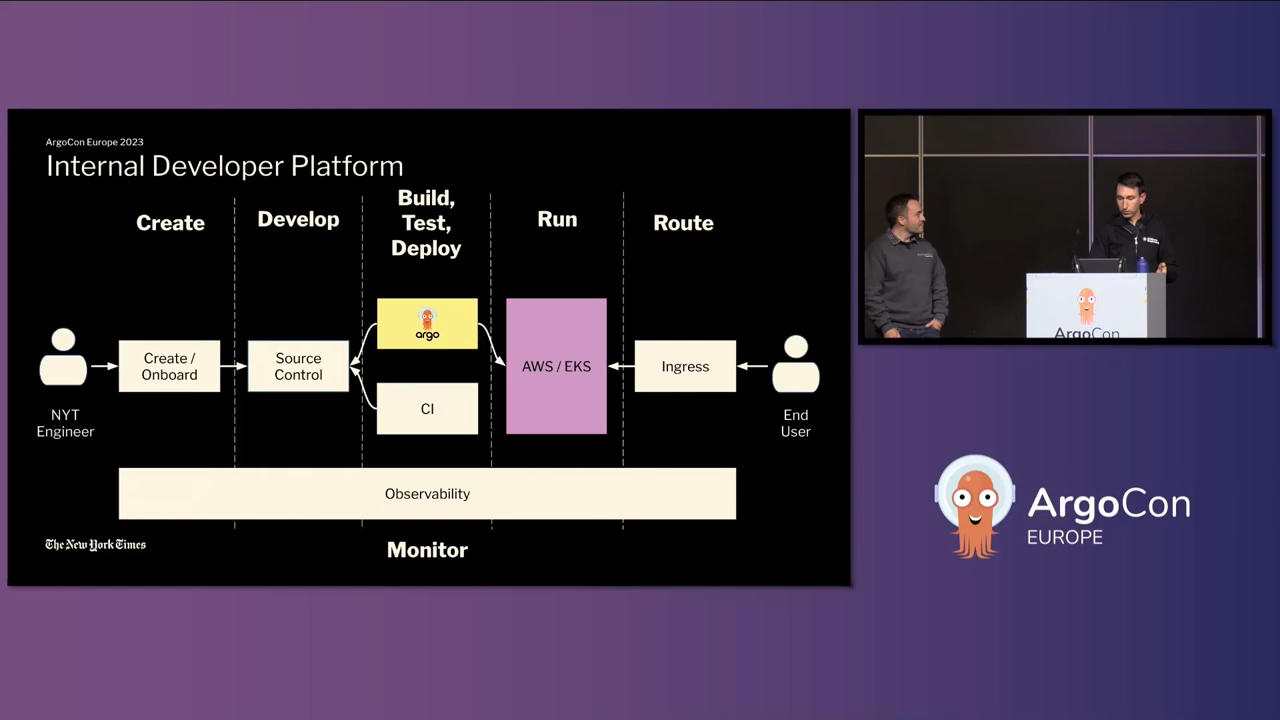 ArgoCon Europe 2023
Internal Developer Platform
Create
Develop
Build,
Test,
Deploy
Run
Route
argo
Create /
Onboard
Source
Control
CI
AWS / EKS
Ingress
NYT
Engineer
End
User
Observability
The New York Times
Monitor
ArgoCon
ArgoCon
EUROPE